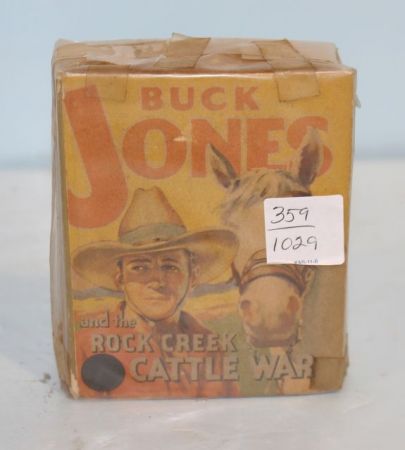 BUCK
JONES
359
1029
and the
ROCK CREEK
CATTLE WAR